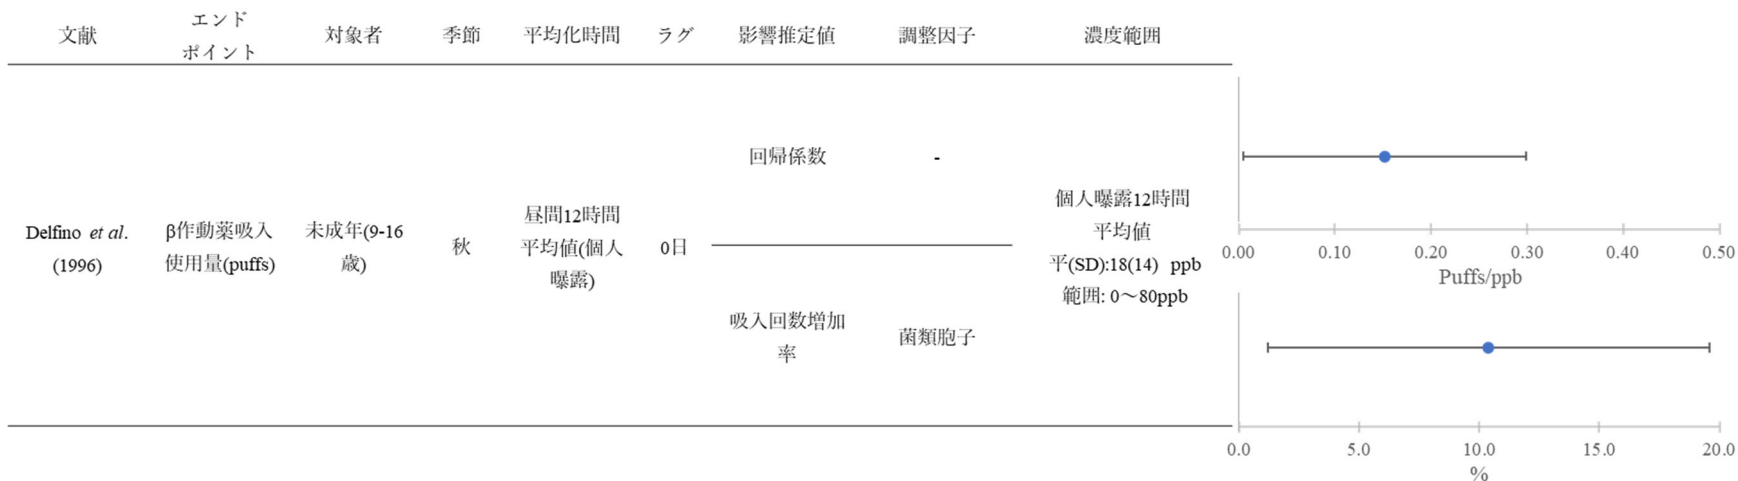 文献
エンド
ポイント
対象者
季節
平均化時間
ラグ
影響推定値
調整因子
濃度範囲
Delfino et al.
(1996)
β作動薬吸入
使用量(puffs)
未成年(9-16
歳)
秋
昼間12時間
平均値(個人
曝露)
0日
回帰係数
-
吸入回数増加
率
菌類胞子
個人曝露12時間
平均値
平(SD):18(14) ppb
範囲: 0～80ppb
0.00 0.10 0.20 0.30 0.40 0.50
Puffs/ppb
0.0 5.0 10.0 15.0 20.0
%